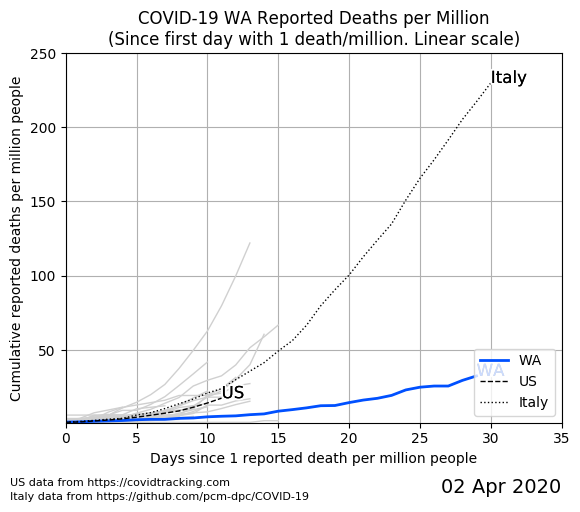 COVID-19 WA Reported Deaths per Million
(Since first day with 1 death/million. Linear scale)
Cumulative reported deaths per million people
250
200
150
100
50
Italy
US
WA
WA
US
Italy
0
5
10
15
20
25
30
35
Days since 1 reported death per million people
US data from https://covidtracking.com
Italy data from https://github.com/pcm-dpc/COVID-19
02 Apr 2020